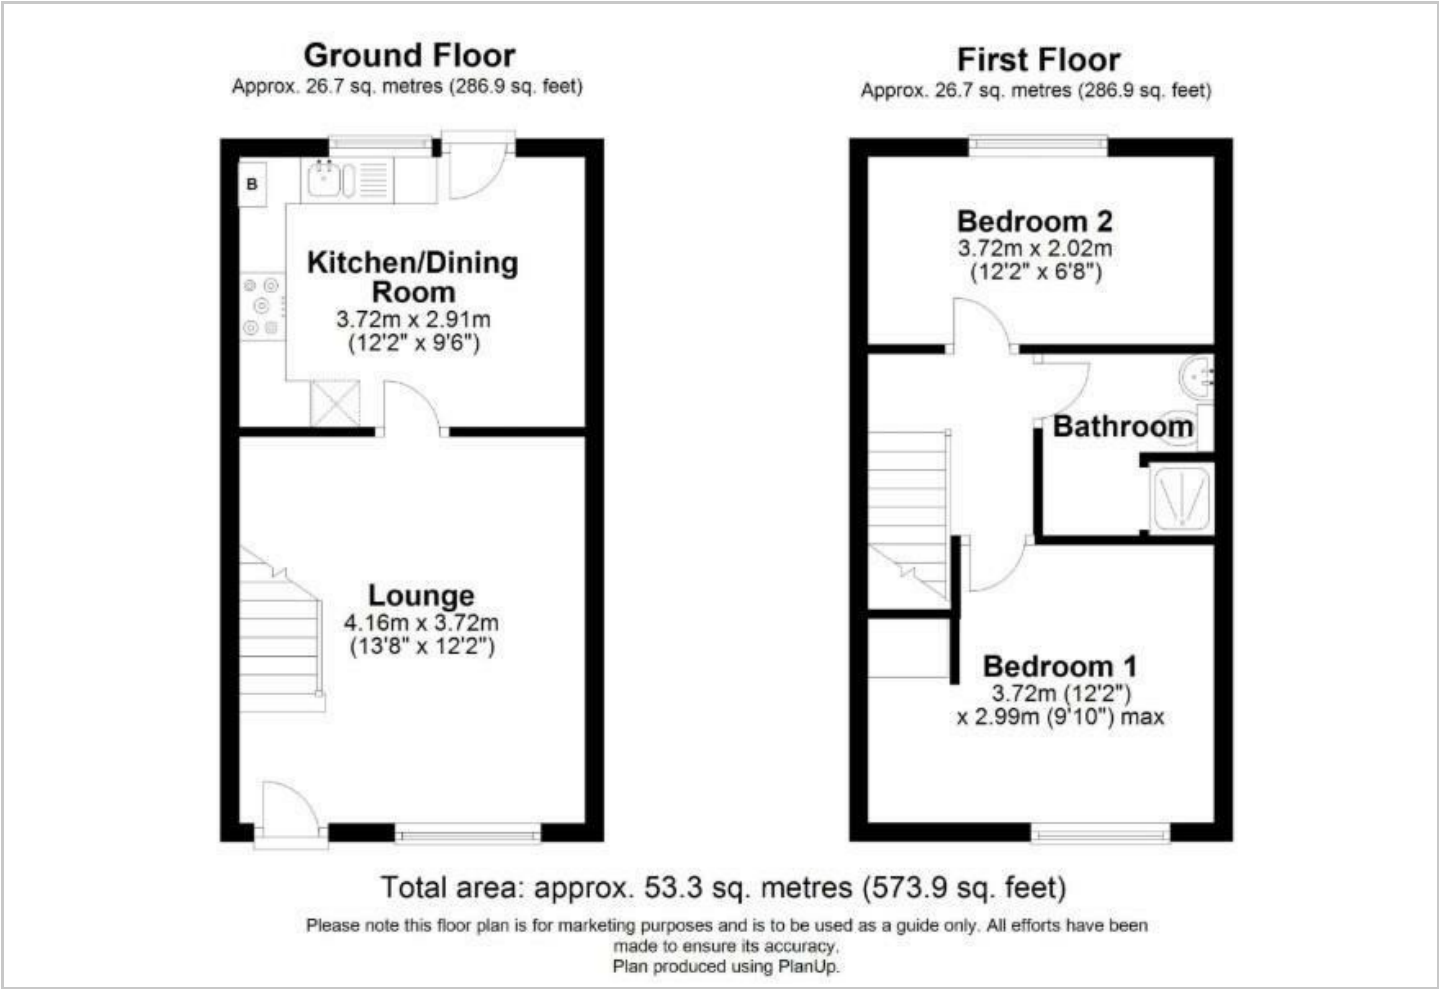 Ground Floor
Approx. 26.7 sq. metres (286.9 sq. feet)
B
Kitchen/Dining
Room
3.72m x 2.91m
(12'2" x 9'6")
Lounge
4.16m x 3.72m
(13'8" x 12'2")
First Floor
Approx. 26.7 sq. metres (286.9 sq. feet)
Bedroom 2
3.72m x 2.02m
(12'2" x 6'8")
Bathroom
Bedroom 1
3.72m (12'2")
x 2.99m (9'10") max
Total area: approx. 53.3 sq. metres (573.9 sq. feet)
Please note this floor plan is for marketing purposes and is to be used as a guide only. All efforts have been
made to ensure its accuracy.
Plan produced using PlanUp.